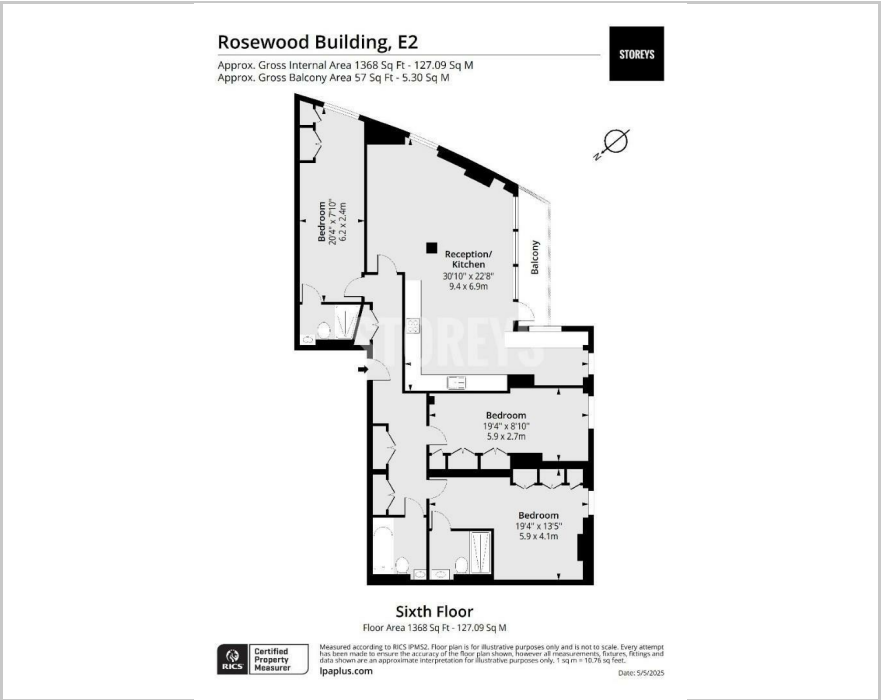 Rosewood Building, E2
Approx. Gross Internal Area 1368 Sq Ft - 127.09 Sq M
Approx. Gross Balcony Area 57 Sq Ft - 5.30 Sq M
STOREYS
N
Bedroom
20'4" x 7'10"
6.2 x 2.4m
Reception/
Kitchen
30'10" x 22'8"
9.4 x 6.9m
Balcony
STOREYS
Bedroom
19'4" x 8'10"
5.9 x 2.7m
Bedroom
19'4" x 13'5"
5.9 x 4.1m
Sixth Floor
Floor Area 1368 Sq Ft - 127.09 Sq M
RICS
Certified
Property
Measurer
Measured according to RICS IPMS2. Floor plan is for illustrative purposes only and is not to scale. Every attempt
has been made to ensure the accuracy of the floor plan shown, however all measurements, fixtures, fittings and
data shown are an approximate interpretation for illustrative purposes only. 1 sq m = 10.76 sq feet.
lpaplus.com
Date: 5/5/2025